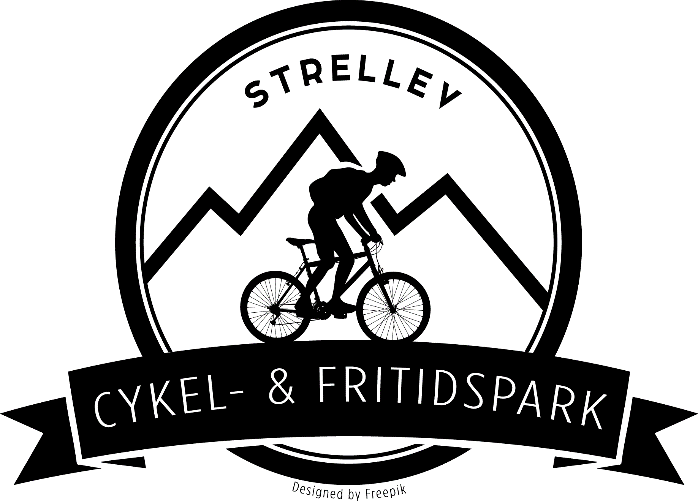 STRELLEV
CYKEL- & FRITIDSPARK
Designed by Freepik